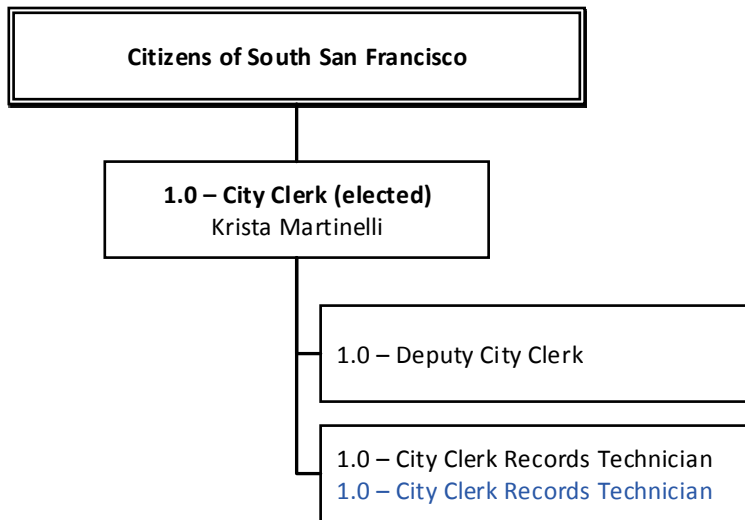 Citizens of South San Francisco
1.0 – City Clerk (elected)
Krista Martinelli
1.0 – Deputy City Clerk
1.0 – City Clerk Records Technician
1.0 – City Clerk Records Technician